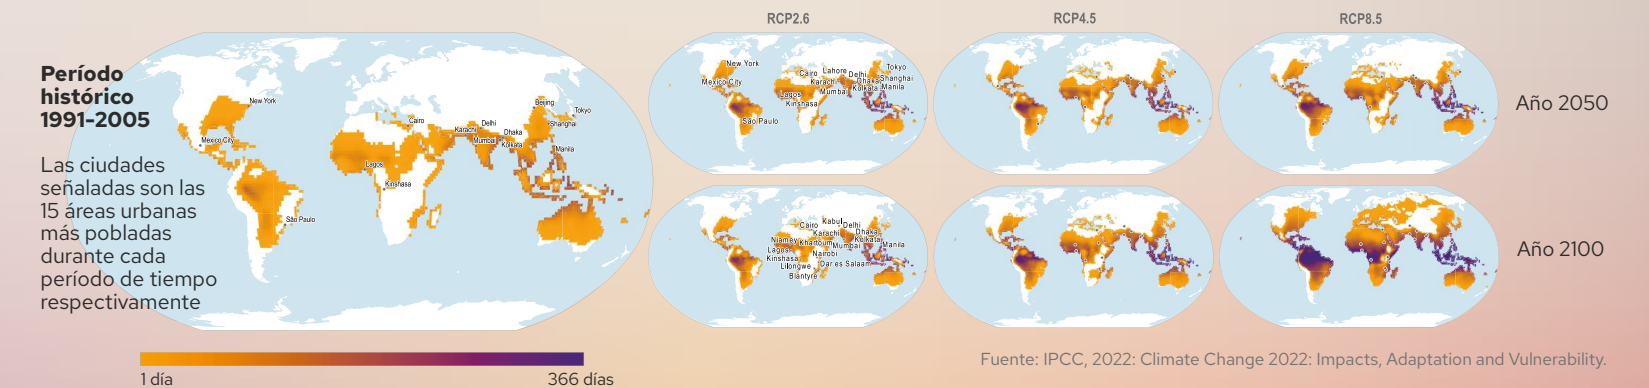 Período
histórico
1991-2005
Las ciudades
señaladas son las
15 áreas urbanas
más pobladas
durante cada
período de tiempo
respectivamente
New York
Mexico City
São Paulo
Lagos
Kinshasa
Cairo
Karachi
Delhi
Mumbai
Dhaka
Kolkata
Beijing
Tokyo
Shanghai
Manila
1 día
366 días
RCP2.6
RCP4.5
RCP8.5
New York
Mexico City
São Paulo
Cairo
Lahore
Delhi
Tokyo
Karachi
Dhaka
Shanghai
Mumbai
Kolkata
Manila
Lagos
Kinshasa
Año 2050
Cairo
Kabul
Delhi
Karachi
Dhaka
Niamey
Khartoum
Mumbai
Kolkata
Manila
Lagos
Kinshasa
Nairobi
Lilongwe
Dar es Salaam
Blantyre
Año 2100
Fuente: IPCC, 2022: Climate Change 2022: Impacts, Adaptation and Vulnerability.